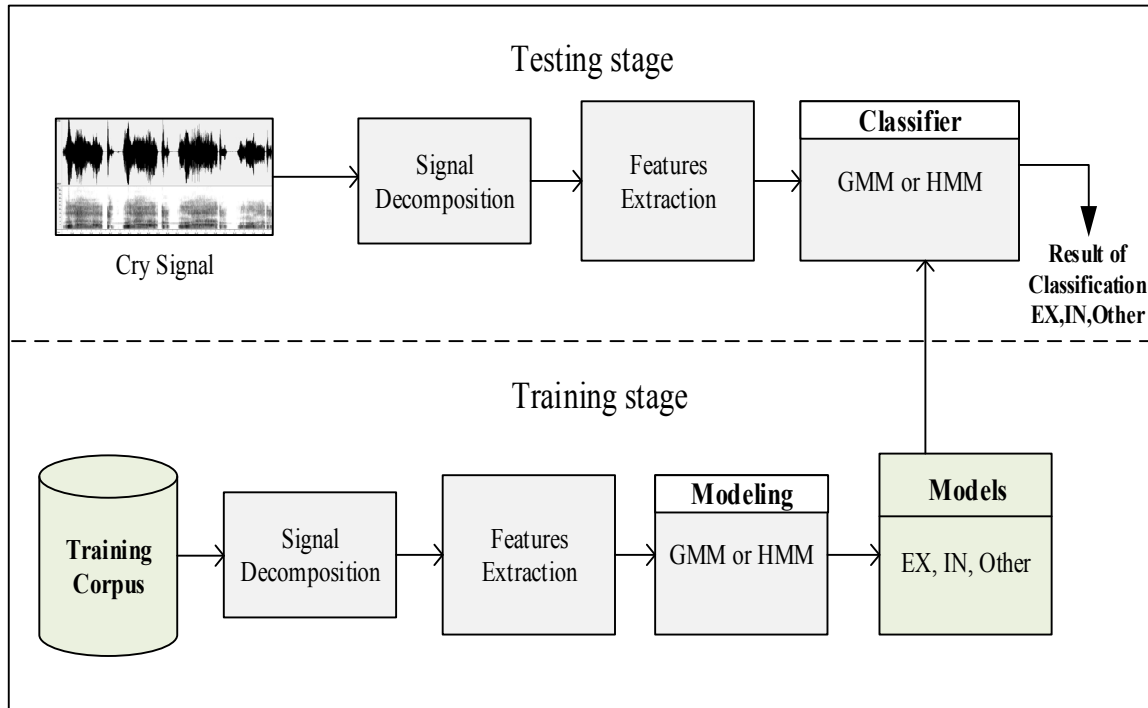 Testing stage
Cry Signal
Signal
Decomposition
Features
Extraction
Classifier
GMM or HMM
Result of
Classification
EX,IN,Other
Training stage
Training
Corpus
Signal
Decomposition
Features
Extraction
Modeling
GMM or HMM
Models
EX, IN, Other